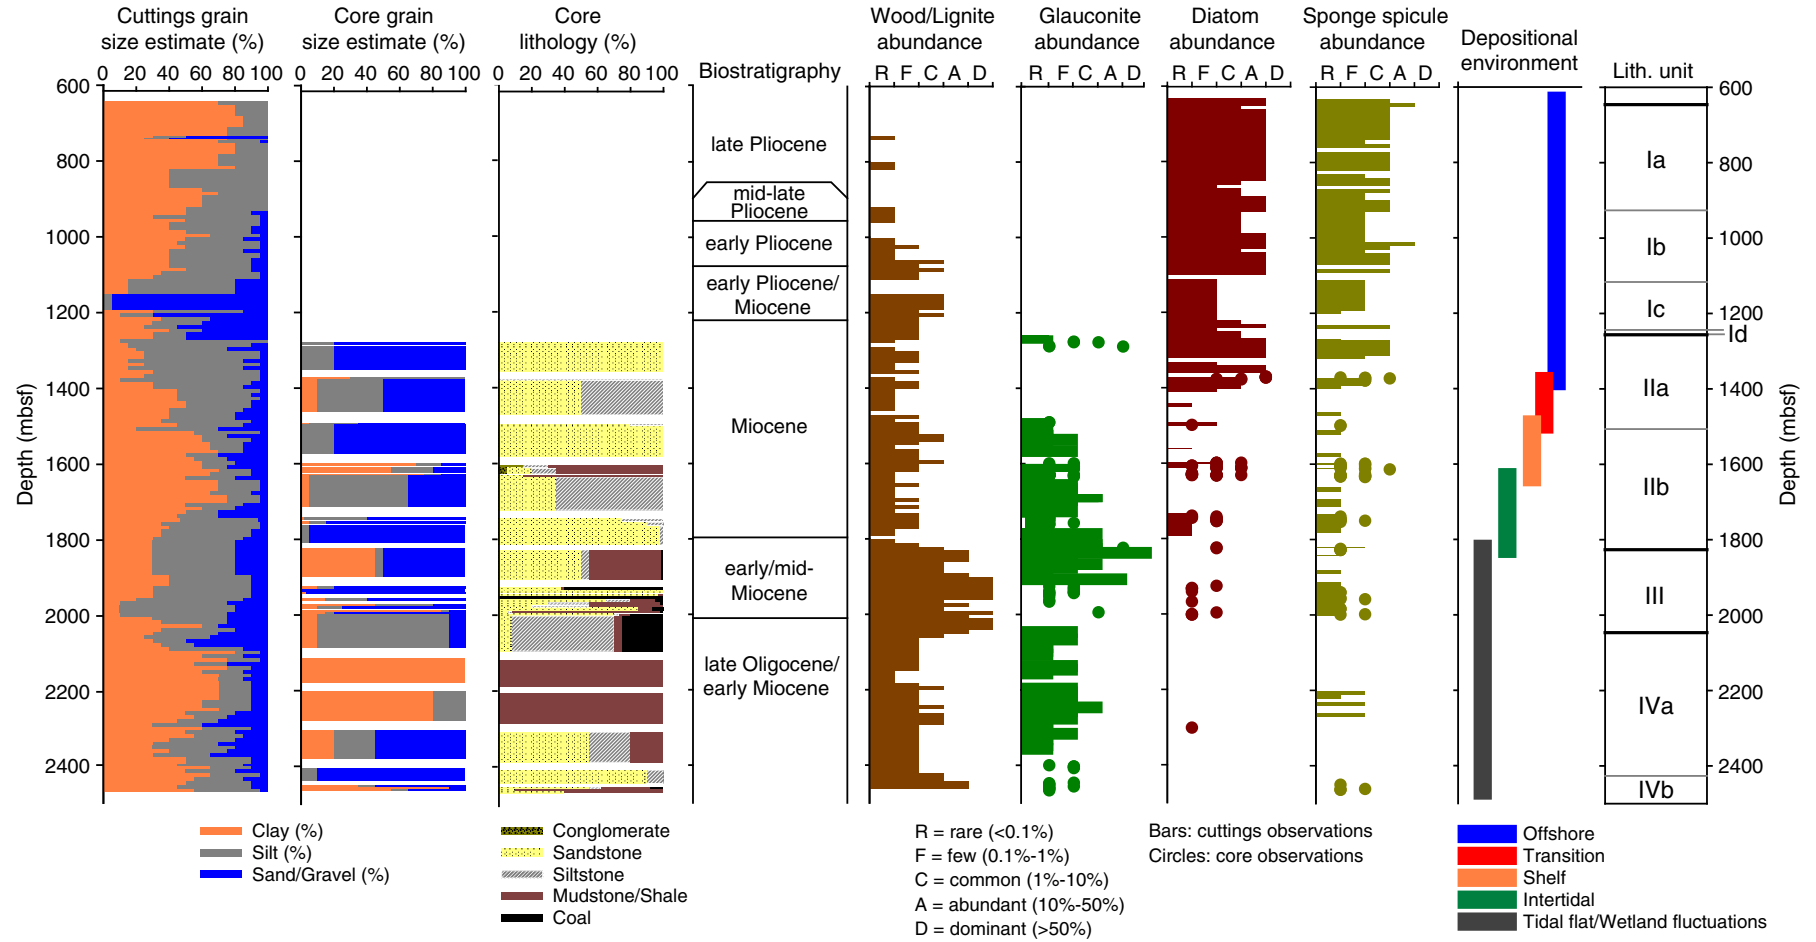 Cuttings grain
size estimate (%)
Core grain
size estimate (%)
Core
lithology (%)
Biostratigraphy
Wood/Lignite
abundance
Glauconite
abundance
Diatom
abundance
Sponge spicule
abundance
Depositional
environment
Lith. unit
0 20 40 60 80 100
0 20 40 60 80 100
0 20 40 60 80 100
R F C A D
R F C A D
R F C A D
R F C A D
Depth (mbsf)
600
800
1000
1200
1400
1600
1800
2000
2200
2400
late Pliocene
mid-late
Pliocene
early Pliocene
early Pliocene/
Miocene
Miocene
early/mid-
Miocene
late Oligocene/
early Miocene
Ia
Ib
Ic
Id
IIa
IIb
III
IVa
IVb
600
800
1000
1200
1400
1600
1800
2000
2200
2400
Depth (mbsf)
Clay (%)
Silt (%)
Sand/Gravel (%)
Conglomerate
Sandstone
Siltstone
Mudstone/Shale
Coal
R = rare (<0.1%)
F = few (0.1%-1%)
C = common (1%-10%)
A = abundant (10%-50%)
D = dominant (>50%)
Bars: cuttings observations
Circles: core observations
Offshore
Transition
Shelf
Intertidal
Tidal flat/Wetland fluctuations